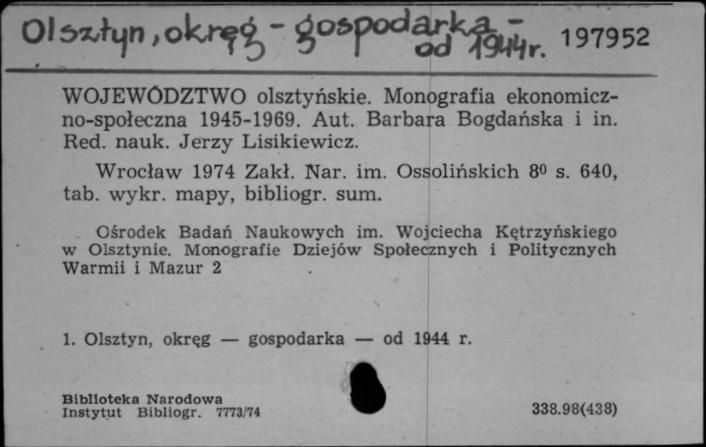 Olsztyn, okręg - gospodarka -
od 1944r. 197952
WOJEWÓDZTWO olsztyńskie. Monografia ekonomicz-
no-społeczna 1945-1969. Aut. Barbara Bogdańska i in.
Red. nauk. Jerzy Lisikiewicz.
Wrocław 1974 Zakł. Nar. im. Ossolińskich 8⁰ s. 640,
tab. wykr. mapy, bibliogr. sum.
Ośrodek Badań Naukowych im. Wojciecha Kętrzyńskiego
w Olsztynie. Monografie Dziejów Społecznych i Politycznych
Warmii i Mazur 2
1. Olsztyn, okręg — gospodarka — od 1944 r.
Biblioteka Narodowa
Instytut Bibliogr. 7773/74
338.98(438)